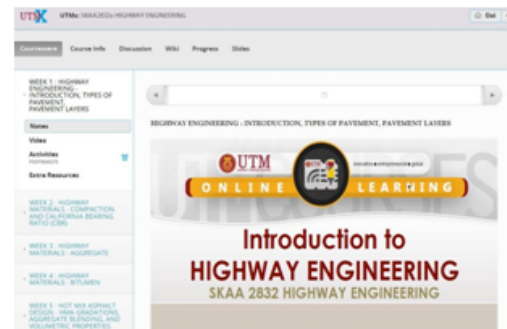 UTMX UTMx: SKAA2832x HIGHWAY ENGINEERING
Courseware Course Info Discussion Wiki Progress Slides
WEEK 1 : HIGHWAY
ENGINEERING -
INTRODUCTION, TYPES OF
PAVEMENT,
PAVEMENT LAYERS
Notes
Video
Activities
Homework
Extra Resources
WEEK 2 : HIGHWAY
MATERIALS - COMPACTION
AND CALIFORNIA BEARING
RATIO (CBR)
WEEK 3 : HIGHWAY
MATERIALS : AGGREGATE
WEEK 4 : HIGHWAY
MATERIALS : BITUMEN
WEEK 5 : HOT MIX ASPHALT
DESIGN : HMA GRADATIONS,
AGGREGATE BLENDING, AND
VOLUMETRIC PROPERTIES
HIGHWAY ENGINEERING : INTRODUCTION, TYPES OF PAVEMENT, PAVEMENT LAYERS
UTM
ONLINE LEARNING
Introduction to
HIGHWAY ENGINEERING
SKAA 2832 HIGHWAY ENGINEERING